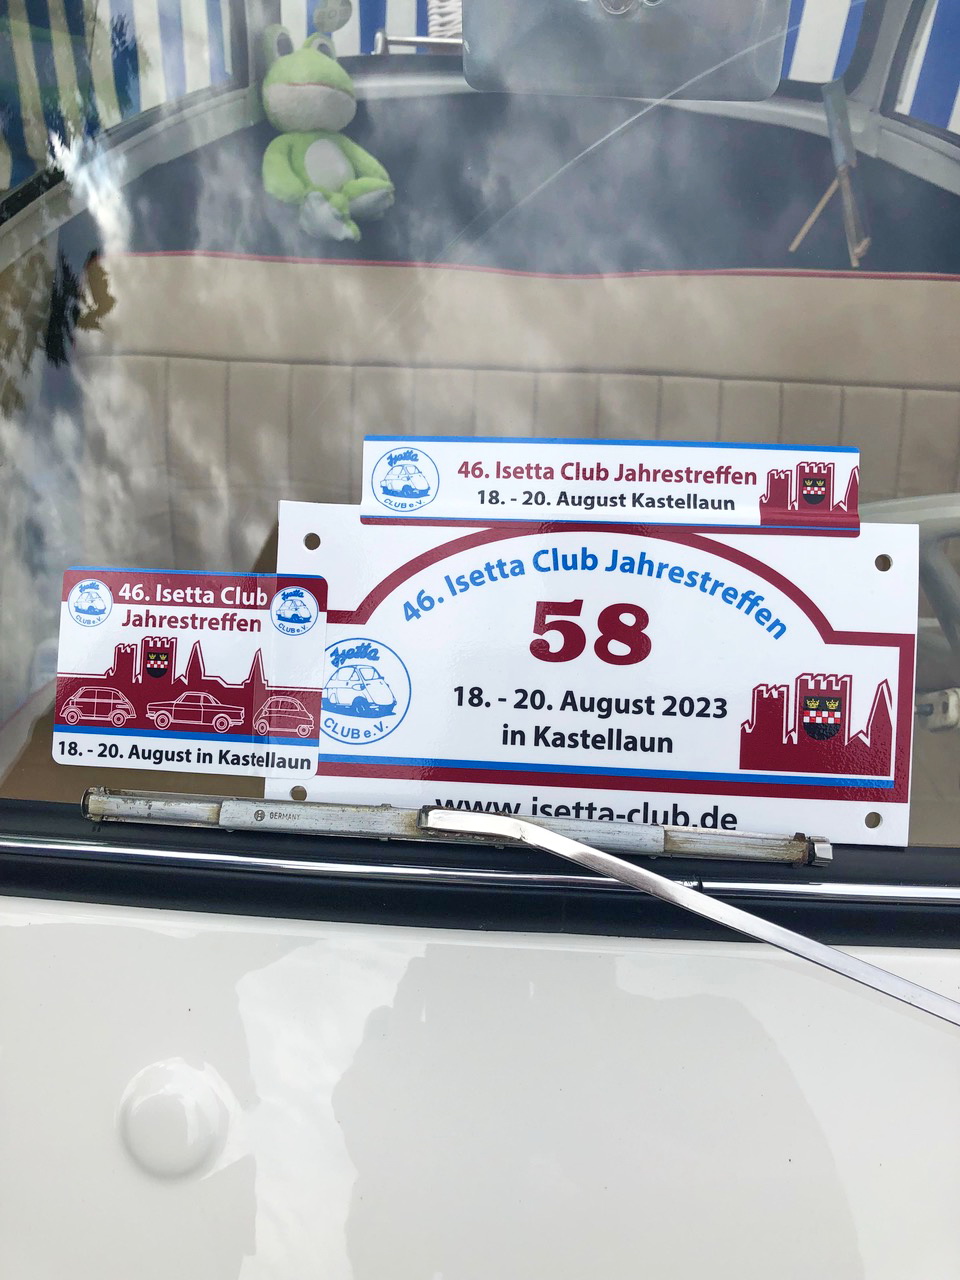 Isetta
CLUB e.V.
46. Isetta Club Jahrestreffen
18. - 20. August Kastellaun
46. Isetta Club Jahrestreffen
58
Isetta
CLUB e.V.
18. - 20. August 2023
in Kastellaun
www.isetta-club.de
46. Isetta Club
Jahrestreffen
CLUB e.V.
CLUB e.V.
18. - 20. August in Kastellaun
GERMANY